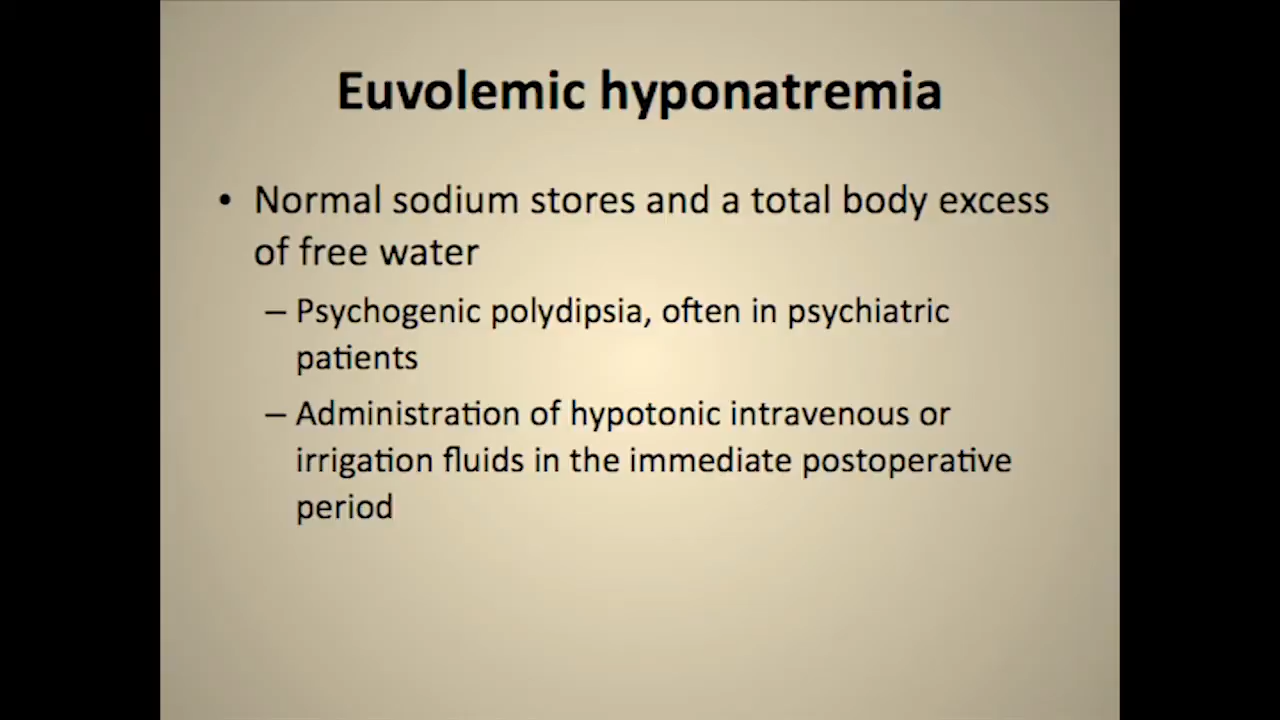 Euvolemic hyponatremia
• Normal sodium stores and a total body excess
of free water
– Psychogenic polydipsia, often in psychiatric
patients
– Administration of hypotonic intravenous or
irrigation fluids in the immediate postoperative
period